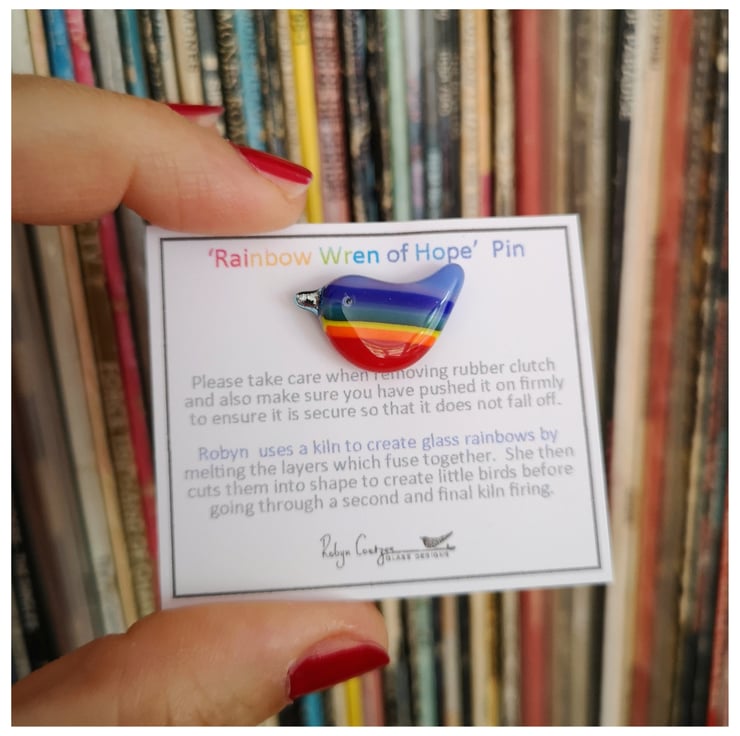 'Rainbow Wren of Hope' Pin
Please take care when removing rubber clutch
and also make sure you have pushed it on firmly
to ensure it is secure so that it does not fall off.
Robyn uses a kiln to create glass rainbows by
melting the layers which fuse together. She then
cuts them into shape to create little birds before
going through a second and final kiln firing.
Robyn Coetzee
GLASS DESIGNS